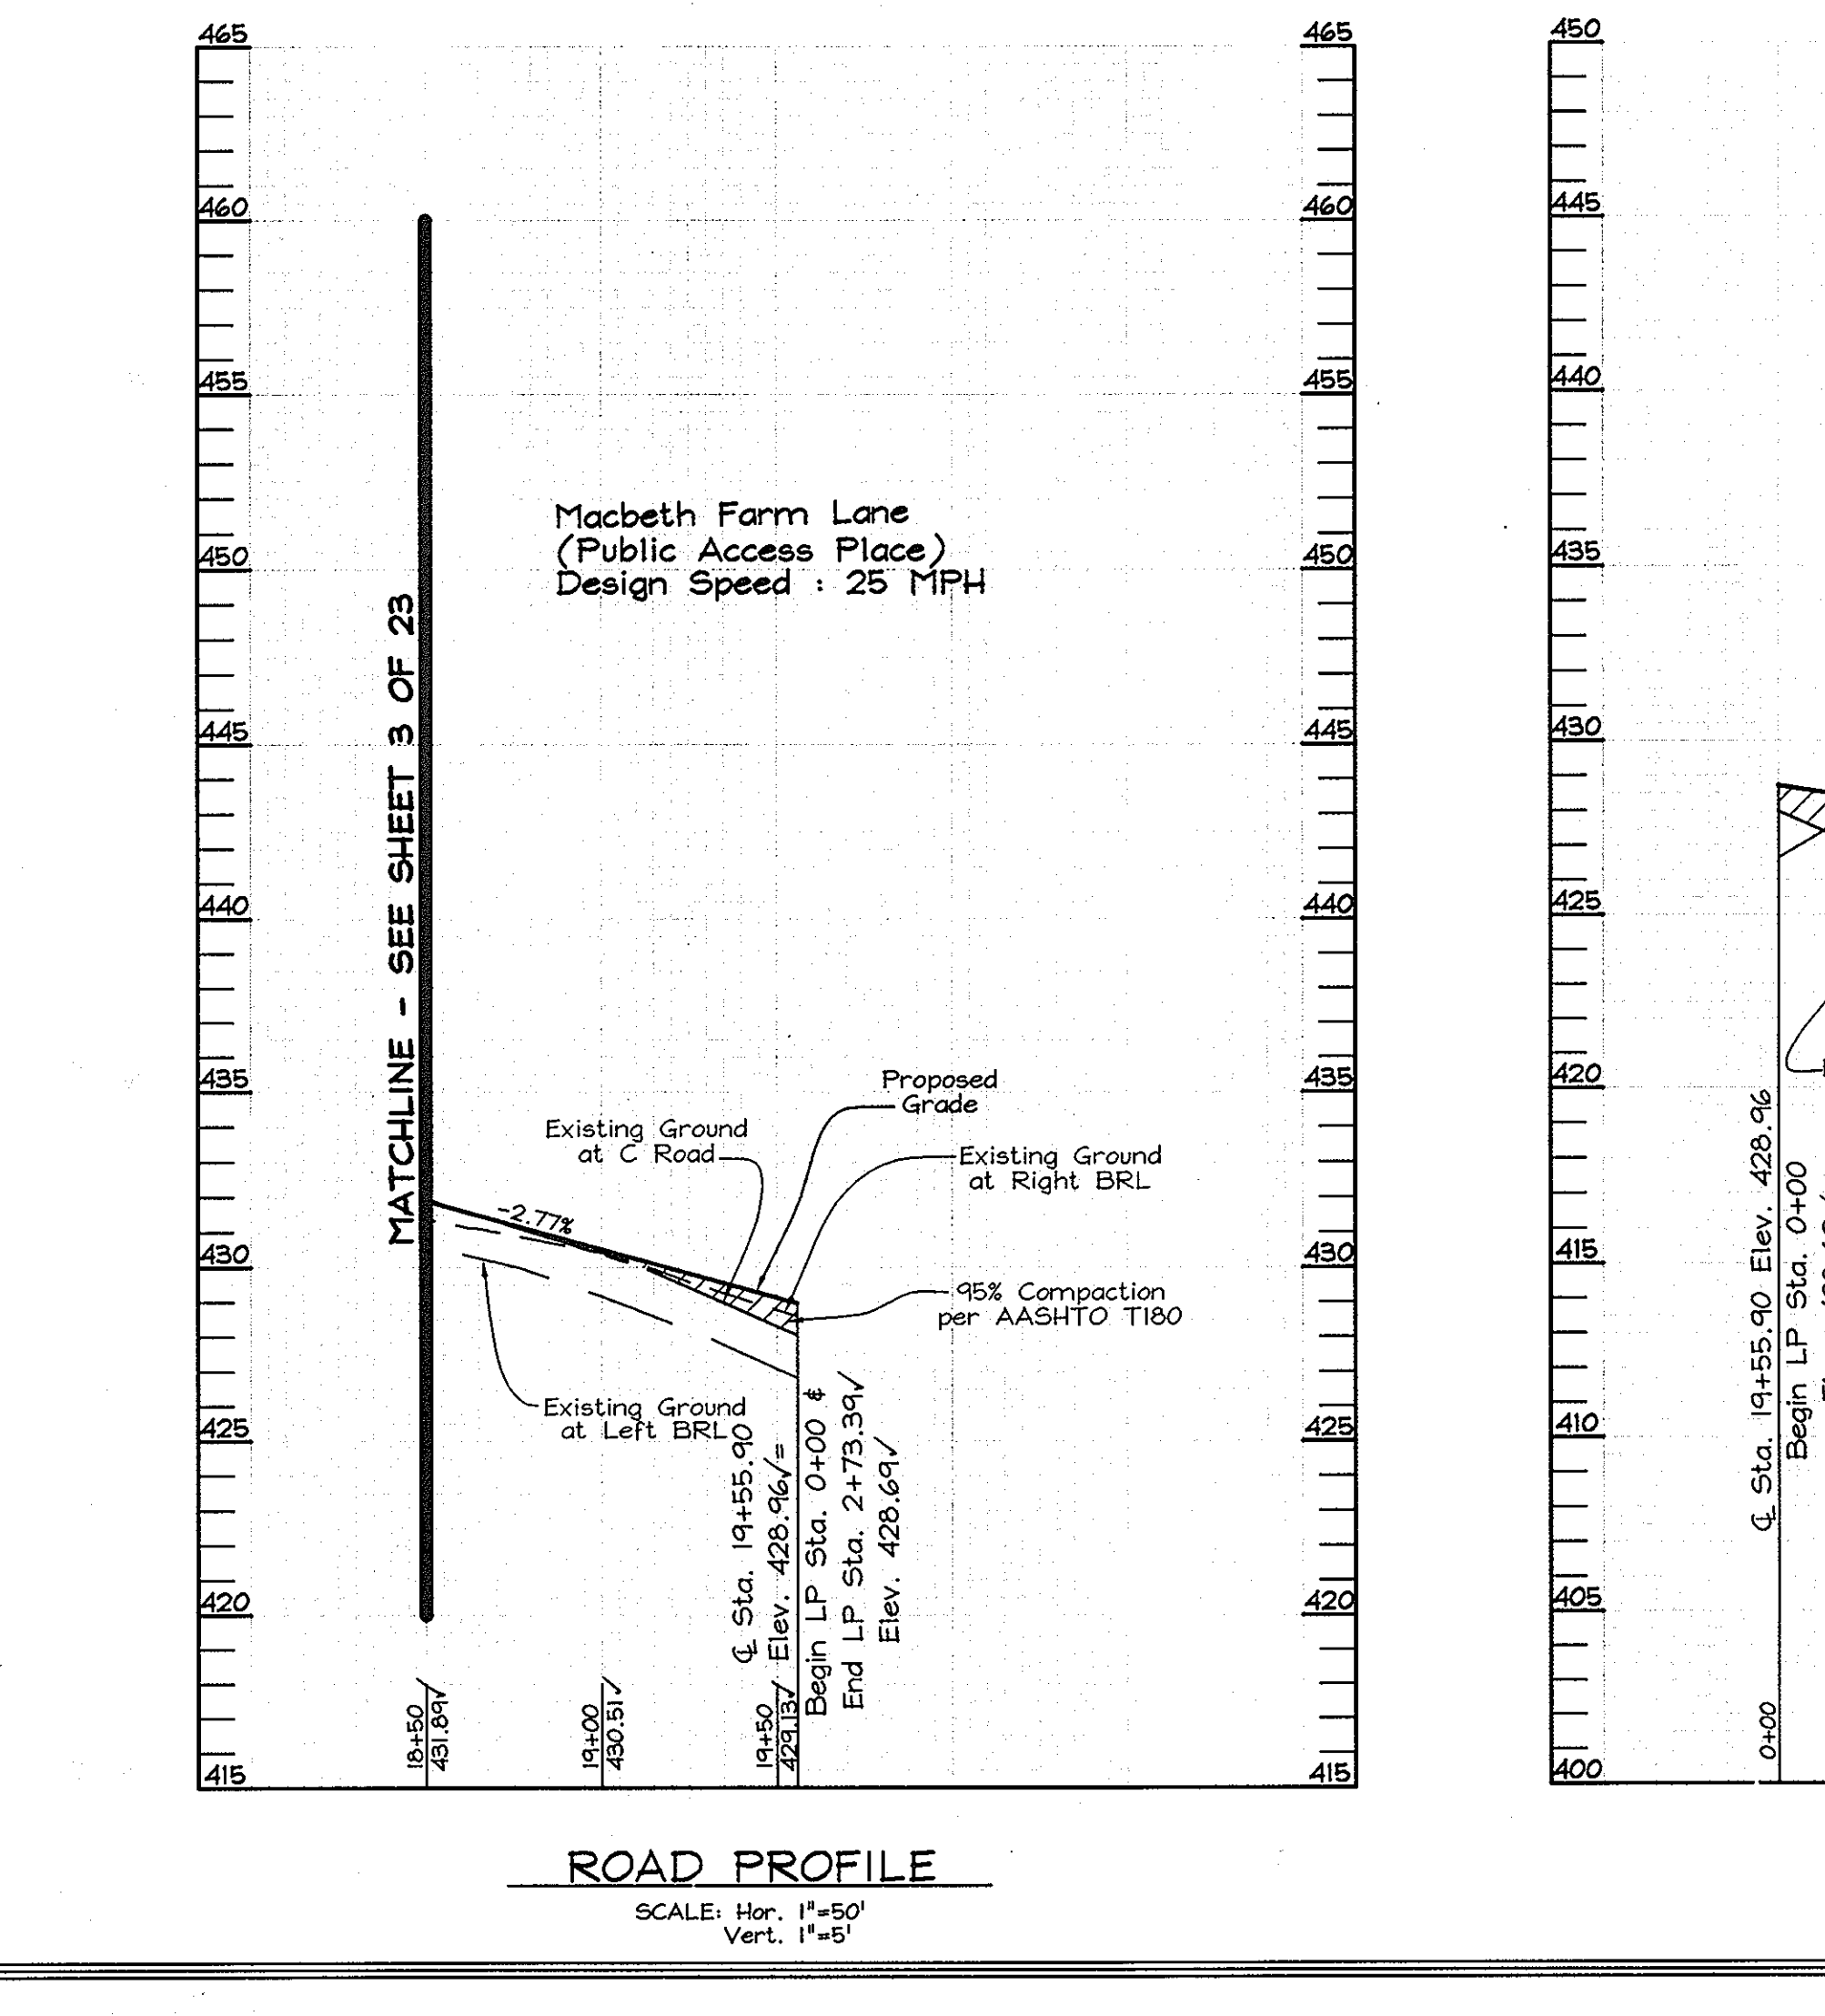 465
460
455
450
445
440
435
430
425
420
415
MATCHLINE - SEE SHEET 3 OF 23
Macbeth Farm Lane
(Public Access Place)
Design Speed : 25 MPH
-2.77%
Existing Ground
at C Road
Proposed
Grade
Existing Ground
at Right BRL
95% Compaction
per AASHTO T180
Existing Ground
at Left BRL
℄ Sta. 19+55.90
Elev. 428.96✓=
Begin LP Sta. 0+00 &
End LP Sta. 2+73.39✓
Elev. 428.69✓
18+50
431.89✓
19+00
430.51✓
19+50
429.13✓
465
460
455
450
445
440
435
430
425
420
415
ROAD PROFILE
SCALE: Hor. 1"=50'
Vert. 1"=5'
450
445
440
435
430
425
420
415
410
405
400
℄ Sta. 19+55.90 Elev. 428.96
Begin LP Sta. 0+00
0+00